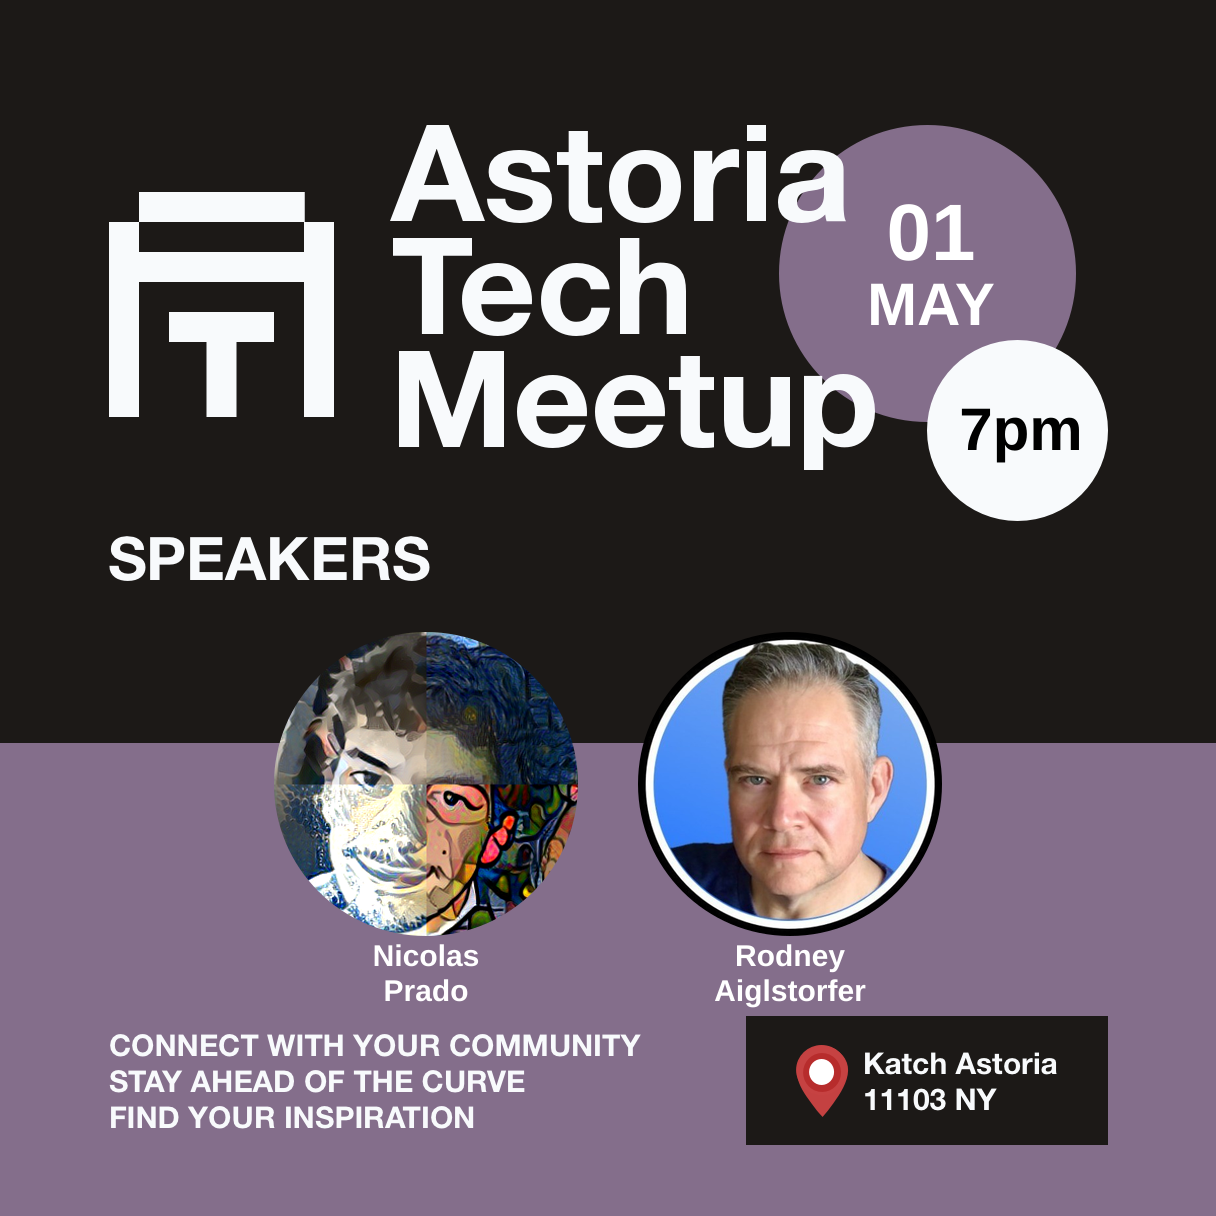 Astoria
Tech
Meetup
01
MAY
7pm
SPEAKERS
Nicolas
Prado
Rodney
Aiglstorfer
CONNECT WITH YOUR COMMUNITY
STAY AHEAD OF THE CURVE
FIND YOUR INSPIRATION
Katch Astoria
11103 NY